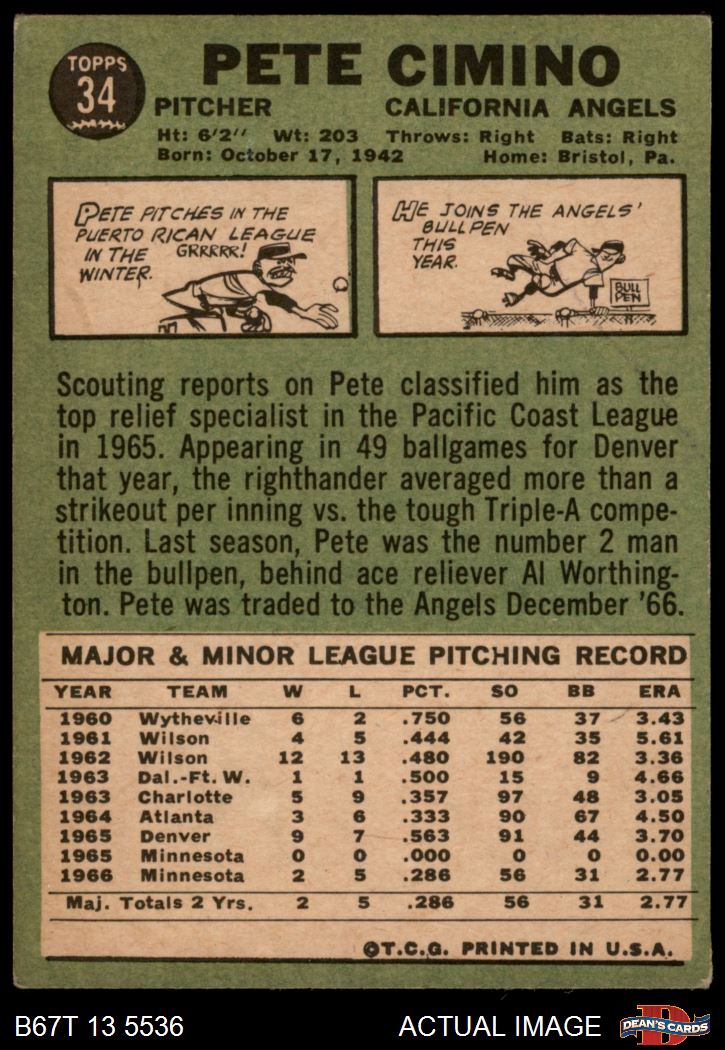 TOPPS
34
PETE CIMINO
PITCHER CALIFORNIA ANGELS
Ht: 6'2" Wt: 203 Throws: Right Bats: Right
Born: October 17, 1942 Home: Bristol, Pa.
PETE PITCHES IN THE
PUERTO RICAN LEAGUE
IN THE
WINTER.
GRRRRR!
HE JOINS THE ANGELS'
BULLPEN
THIS
YEAR.
BULL
PEN
Scouting reports on Pete classified him as the
top relief specialist in the Pacific Coast League
in 1965. Appearing in 49 ballgames for Denver
that year, the righthander averaged more than a
strikeout per inning vs. the tough Triple-A compe-
tition. Last season, Pete was the number 2 man
in the bullpen, behind ace reliever Al Worthing-
ton. Pete was traded to the Angels December '66.
MAJOR & MINOR LEAGUE PITCHING RECORD
YEAR TEAM W L PCT. SO BB ERA
1960 Wytheville 6 2 .750 56 37 3.43
1961 Wilson 4 5 .444 42 35 5.61
1962 Wilson 12 13 .480 190 82 3.36
1963 Dal.-Ft. W. 1 1 .500 15 9 4.66
1963 Charlotte 5 9 .357 97 48 3.05
1964 Atlanta 3 6 .333 90 67 4.50
1965 Denver 9 7 .563 91 44 3.70
1965 Minnesota 0 0 .000 0 0 0.00
1966 Minnesota 2 5 .286 56 31 2.77
Maj. Totals 2 Yrs. 2 5 .286 56 31 2.77
©T.C.G. PRINTED IN U.S.A.
B67T 13 5536 ACTUAL IMAGE
D
DEAN'S CARDS